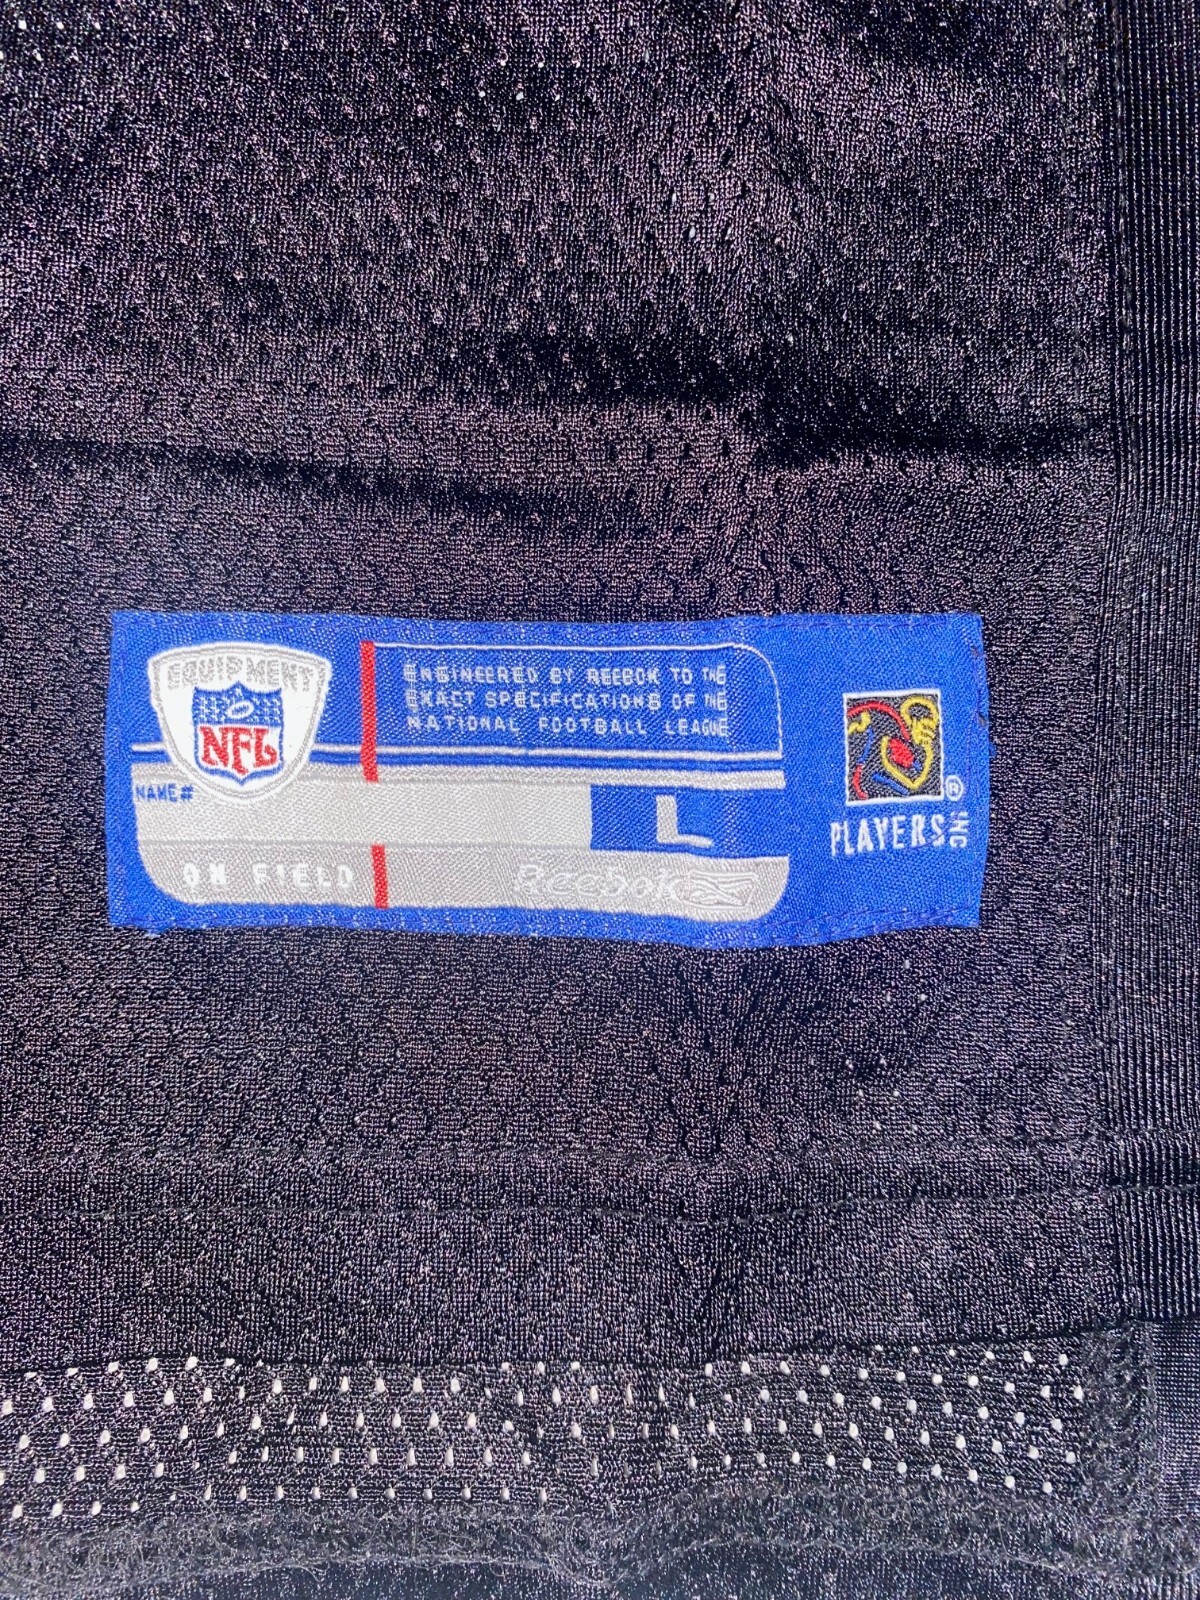 EQUIPMENT
NFL
ENGINEERED BY REEBOK TO THE
EXACT SPECIFICATIONS OF THE
NATIONAL FOOTBALL LEAGUE
NAME#
L
ON FIELD
Reebok
®
PLAYERS INC